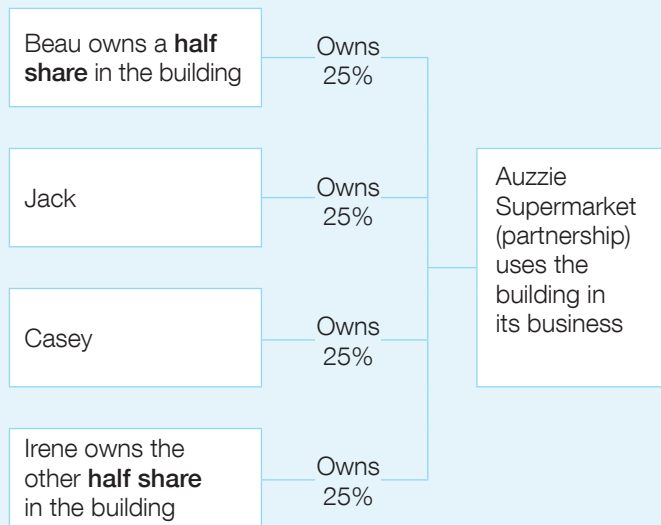 Beau owns a half
share in the building
Owns
25%
Jack
Owns
25%
Casey
Owns
25%
Irene owns the
other half share
in the building
Owns
25%
Auzzie
Supermarket
(partnership)
uses the
building in
its business